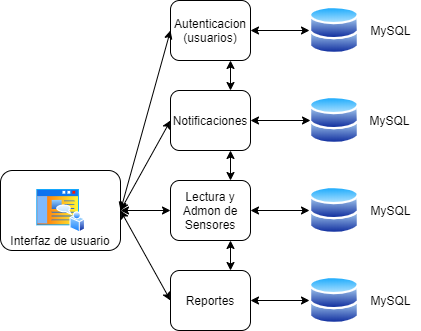 Autenticacion
(usuarios)
MySQL
Notificaciones
MySQL
Lectura y
Admon de
Sensores
MySQL
Interfaz de usuario
Reportes
MySQL